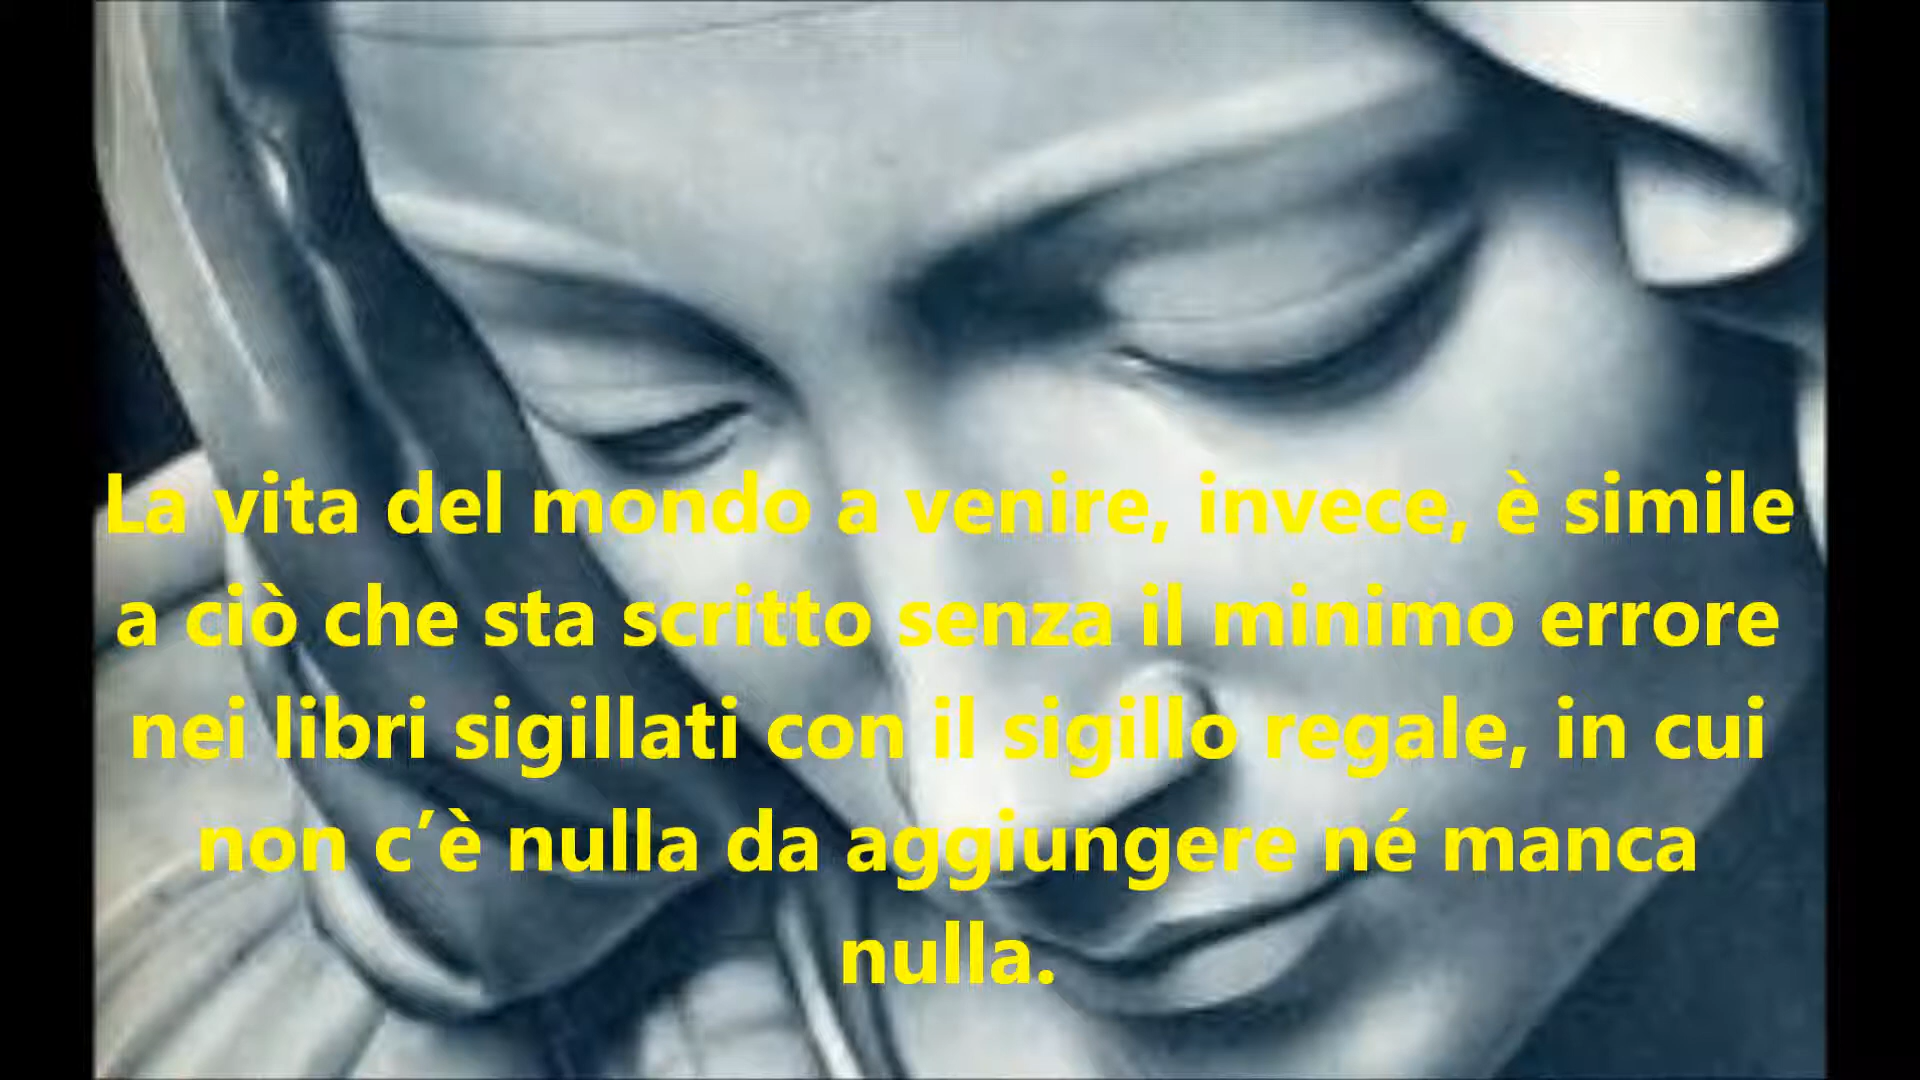 La vita del mondo a venire, invece, è simile
a ciò che sta scritto senza il minimo errore
nei libri sigillati con il sigillo regale, in cui
non c’è nulla da aggiungere né manca
nulla.